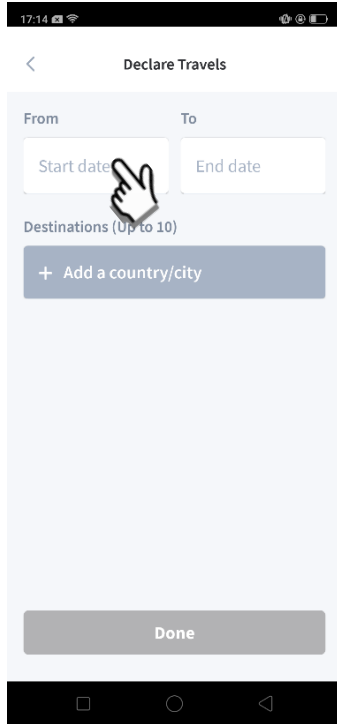 17:14
Declare Travels
From To
Start date End date
Destinations (Up to 10)
+ Add a country/city
Done